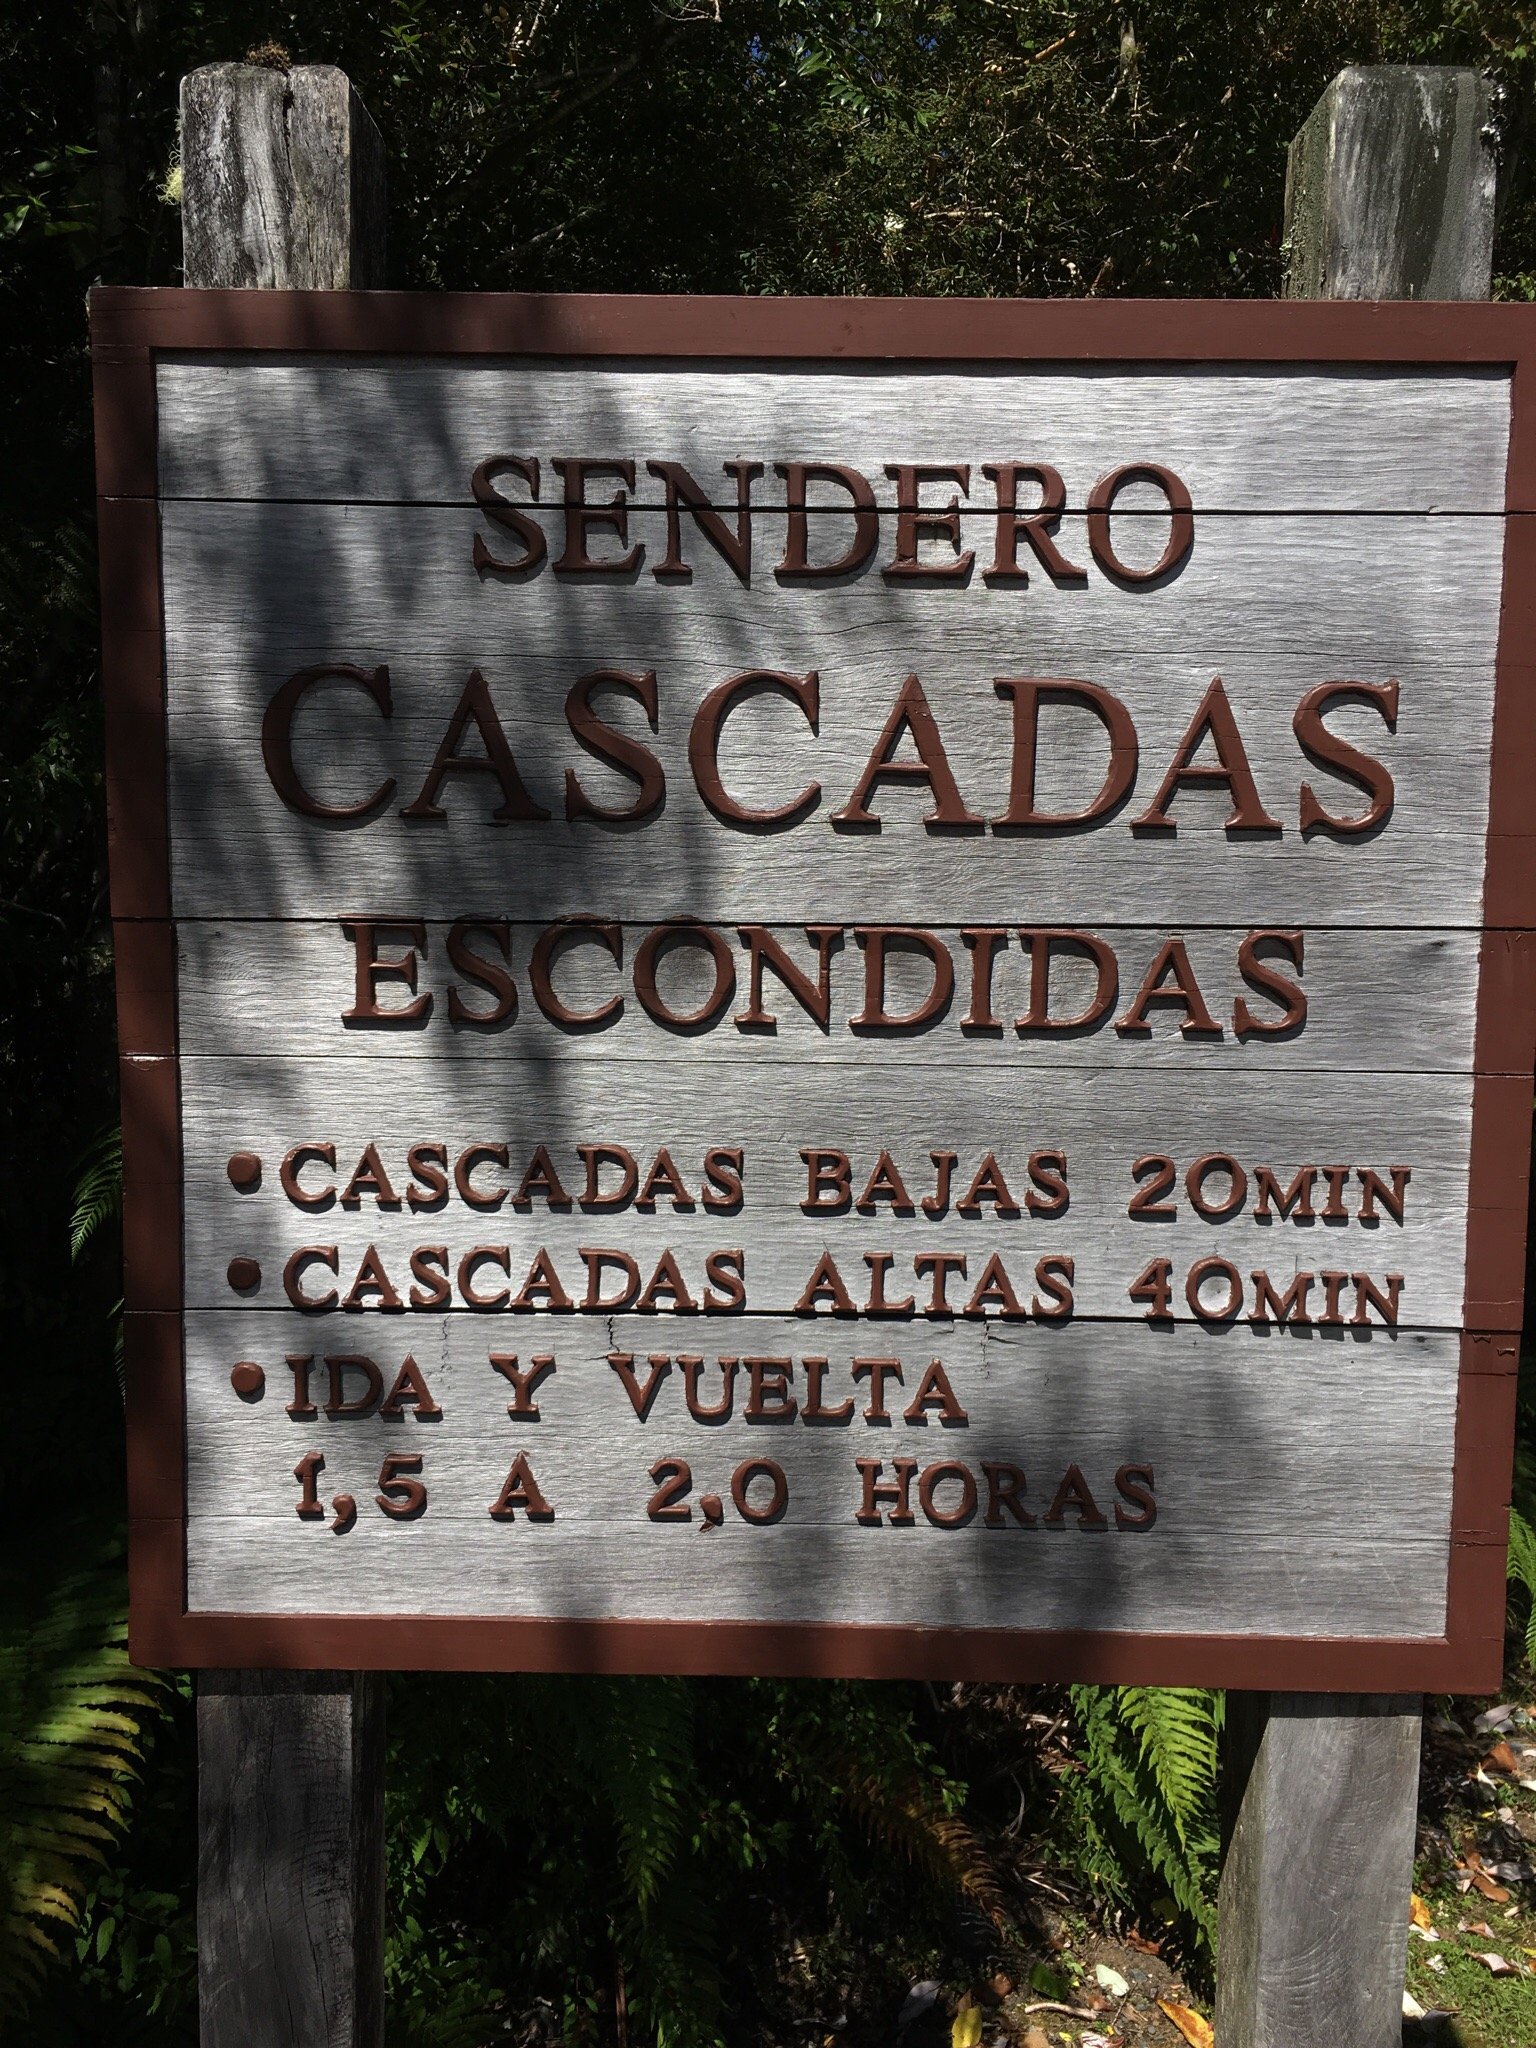 SENDERO
CASCADAS
ESCONDIDAS
• CASCADAS BAJAS 20MIN
• CASCADAS ALTAS 40MIN
• IDA Y VUELTA
1,5 A 2,0 HORAS